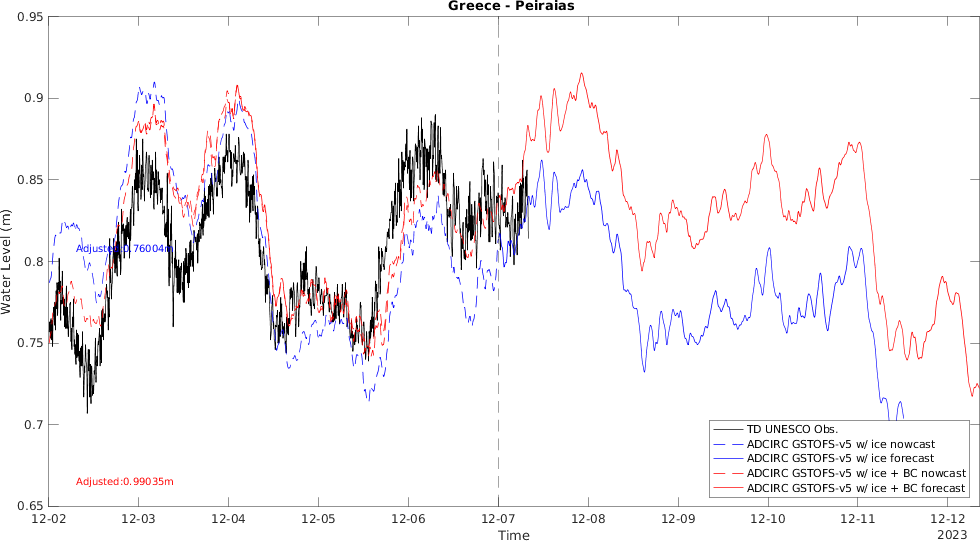 Greece - Peiraias
0.95
0.9
0.85
0.8
0.75
0.7
0.65
Water Level (m)
Adjusted:0.76004m
Adjusted:0.99035m
TD UNESCO Obs.
ADCIRC GSTOFS-v5 w/ ice nowcast
ADCIRC GSTOFS-v5 w/ ice forecast
ADCIRC GSTOFS-v5 w/ ice + BC nowcast
ADCIRC GSTOFS-v5 w/ ice + BC forecast
12-02 12-03 12-04 12-05 12-06 12-07 12-08 12-09 12-10 12-11 12-12
Time 2023